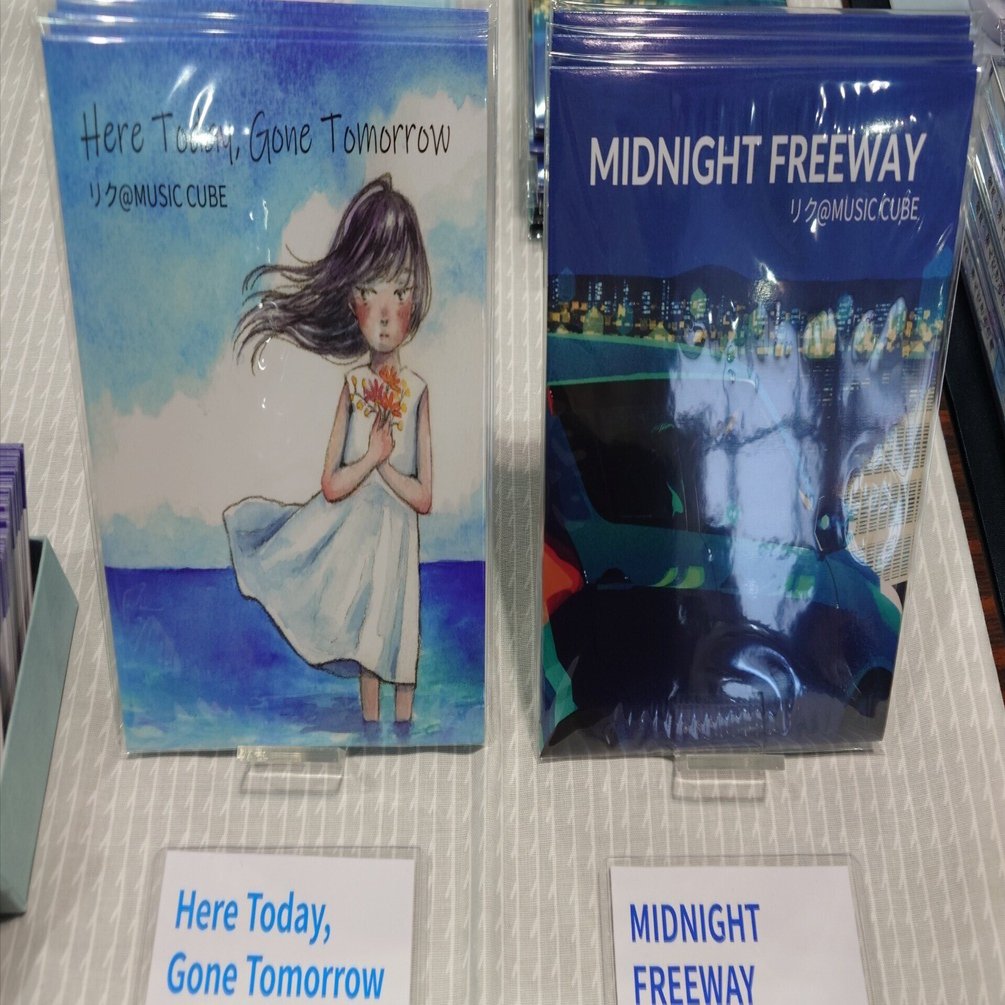 Here Today, Gone Tomorrow
リク@MUSIC CUBE
MIDNIGHT FREEWAY
リク@MUSIC CUBE
Here Today,
Gone Tomorrow
MIDNIGHT
FREEWAY